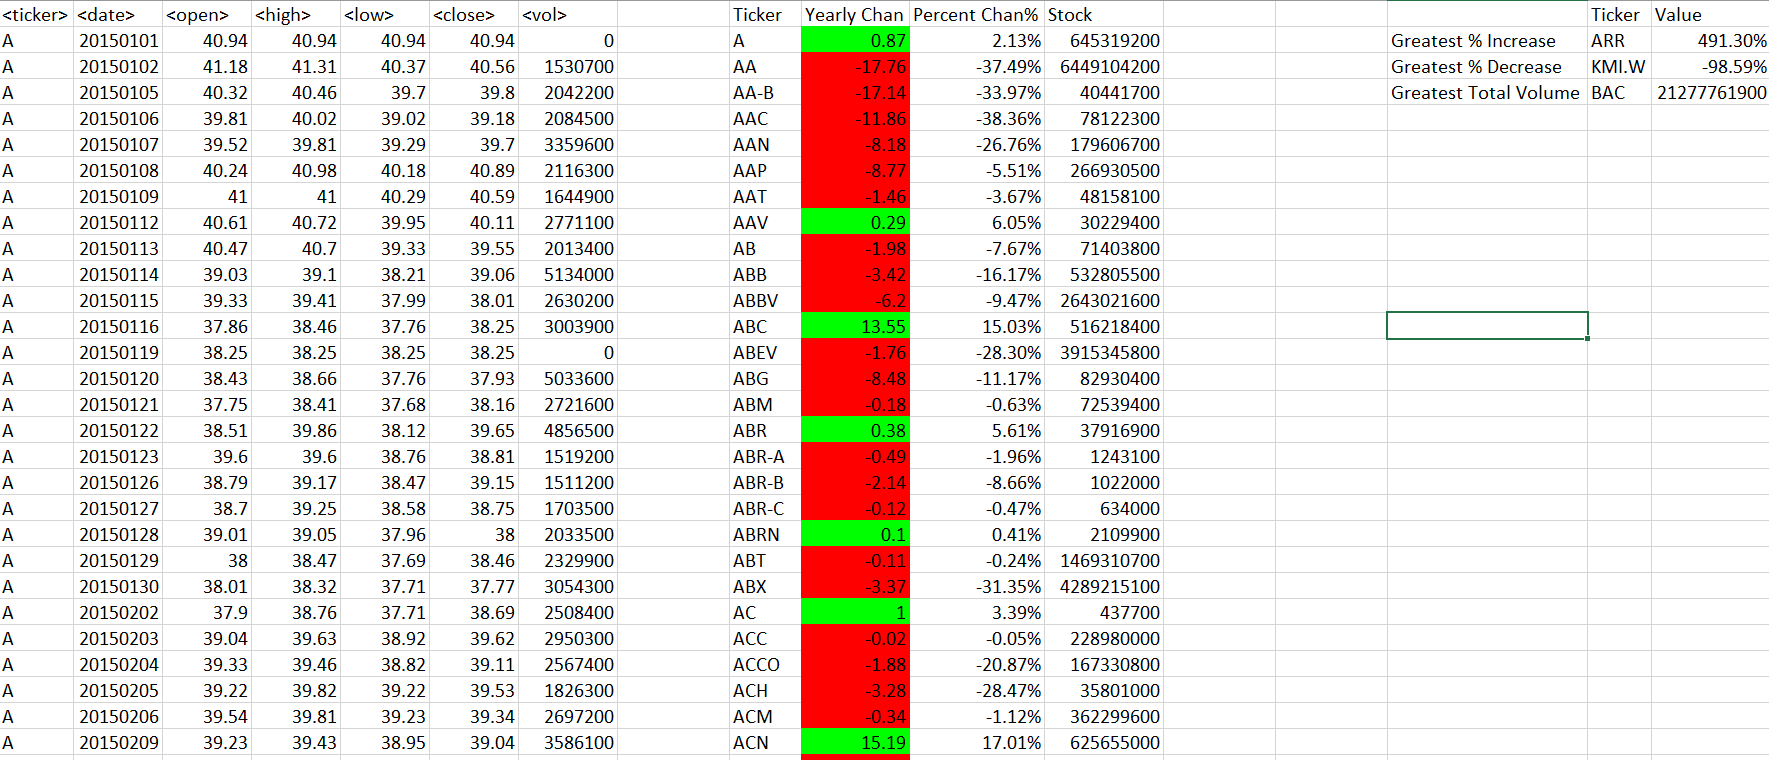 <ticker> <date> <open> <high> <low> <close> <vol> Ticker Yearly Chan Percent Chan% Stock Ticker Value
A 20150101 40.94 40.94 40.94 40.94 0 A 0.87 2.13% 645319200 Greatest % Increase ARR 491.30%
A 20150102 41.18 41.31 40.37 40.56 1530700 AA -17.76 -37.49% 6449104200 Greatest % Decrease KMI.W -98.59%
A 20150105 40.32 40.46 39.7 39.8 2042200 AA-B -17.14 -33.97% 40441700 Greatest Total Volume BAC 21277761900
A 20150106 39.81 40.02 39.02 39.18 2084500 AAC -11.86 -38.36% 78122300
A 20150107 39.52 39.81 39.29 39.7 3359600 AAN -8.18 -26.76% 179606700
A 20150108 40.24 40.98 40.18 40.89 2116300 AAP -8.77 -5.51% 266930500
A 20150109 41 41 40.29 40.59 1644900 AAT -1.46 -3.67% 48158100
A 20150112 40.61 40.72 39.95 40.11 2771100 AAV 0.29 6.05% 30229400
A 20150113 40.47 40.7 39.33 39.55 2013400 AB -1.98 -7.67% 71403800
A 20150114 39.03 39.1 38.21 39.06 5134000 ABB -3.42 -16.17% 532805500
A 20150115 39.33 39.41 37.99 38.01 2630200 ABBV -6.2 -9.47% 2643021600
A 20150116 37.86 38.46 37.76 38.25 3003900 ABC 13.55 15.03% 516218400
A 20150119 38.25 38.25 38.25 38.25 0 ABEV -1.76 -28.30% 3915345800
A 20150120 38.43 38.66 37.76 37.93 5033600 ABG -8.48 -11.17% 82930400
A 20150121 37.75 38.41 37.68 38.16 2721600 ABM -0.18 -0.63% 72539400
A 20150122 38.51 39.86 38.12 39.65 4856500 ABR 0.38 5.61% 37916900
A 20150123 39.6 39.6 38.76 38.81 1519200 ABR-A -0.49 -1.96% 1243100
A 20150126 38.79 39.17 38.47 39.15 1511200 ABR-B -2.14 -8.66% 1022000
A 20150127 38.7 39.25 38.58 38.75 1703500 ABR-C -0.12 -0.47% 634000
A 20150128 39.01 39.05 37.96 38 2033500 ABRN 0.1 0.41% 2109900
A 20150129 38 38.47 37.69 38.46 2329900 ABT -0.11 -0.24% 1469310700
A 20150130 38.01 38.32 37.71 37.77 3054300 ABX -3.37 -31.35% 4289215100
A 20150202 37.9 38.76 37.71 38.69 2508400 AC 1 3.39% 437700
A 20150203 39.04 39.63 38.92 39.62 2950300 ACC -0.02 -0.05% 228980000
A 20150204 39.33 39.46 38.82 39.11 2567400 ACCO -1.88 -20.87% 167330800
A 20150205 39.22 39.82 39.22 39.53 1826300 ACH -3.28 -28.47% 35801000
A 20150206 39.54 39.81 39.23 39.34 2697200 ACM -0.34 -1.12% 362299600
A 20150209 39.23 39.43 38.95 39.04 3586100 ACN 15.19 17.01% 625655000